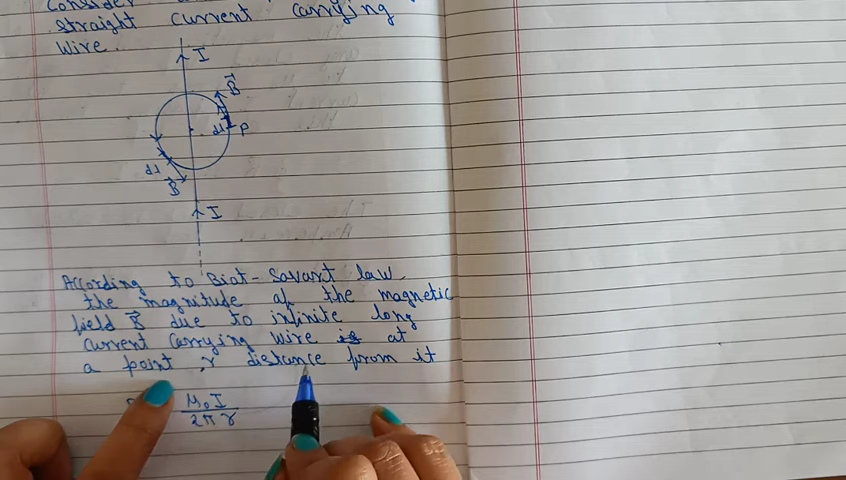 Consider
straight current carrying
wire.
I
B⃗
dl P
dl
B⃗
I
According to Biot-Savart law
the magnitude of the magnetic
field B⃗ due to infinite long
current carrying wire is at
a point r distance from it
μ₀I
2πr